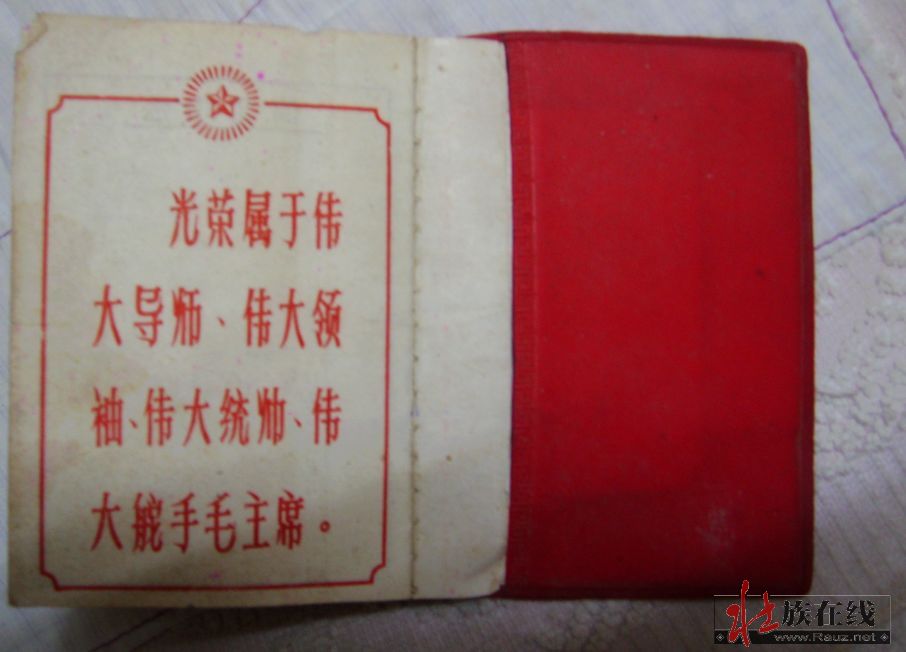 光荣属于伟
大导师、伟大领
袖、伟大统帅、伟
大舵手毛主席。
壮族在线
www.Rauz.net